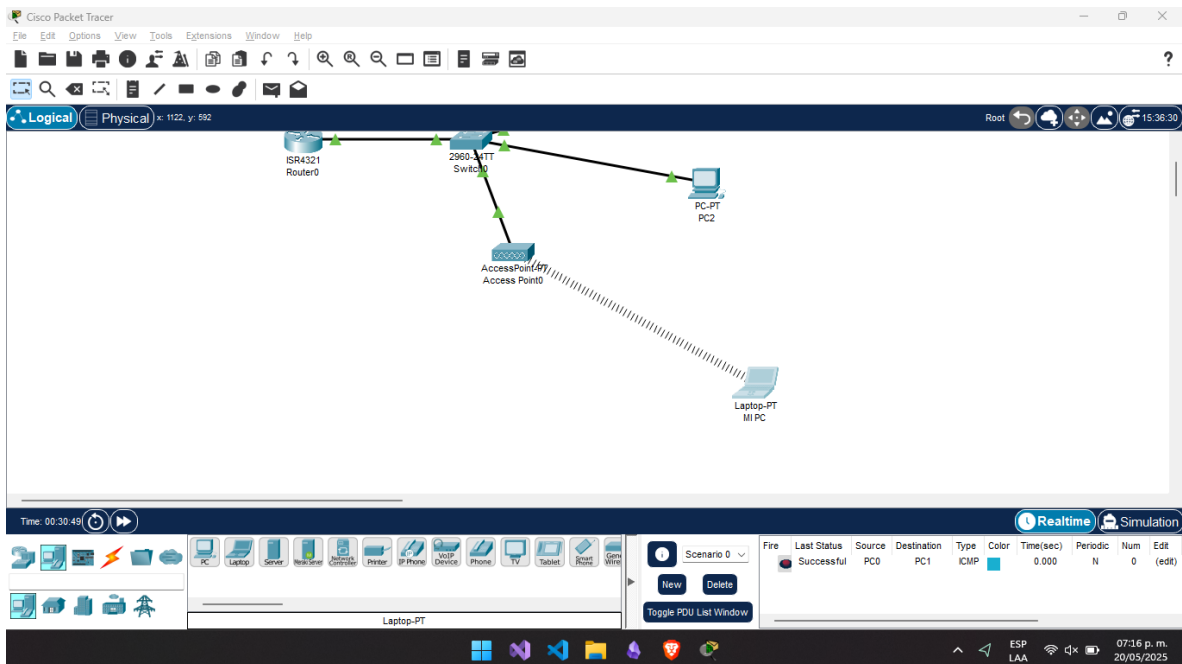 Cisco Packet Tracer
File Edit Options View Tools Extensions Window Help
?
Logical Physical x: 1122, y: 592 Root 15:36:30
ISR4321
Router0
2960-24TT
Switch0
PC-PT
PC2
AccessPoint-PT
Access Point0
Laptop-PT
MI PC
Time: 00:30:49 Realtime Simulation
PC Laptop Server Meraki Server Network Controller Printer IP Phone VoIP Device Phone TV Tablet Smart Phone
Laptop-PT
Scenario 0
New Delete
Toggle PDU List Window
Fire Last Status Source Destination Type Color Time(sec) Periodic Num Edit
Successful PC0 PC1 ICMP 0.000 N 0 (edit)
ESP
LAA
07:16 p. m.
20/05/2025